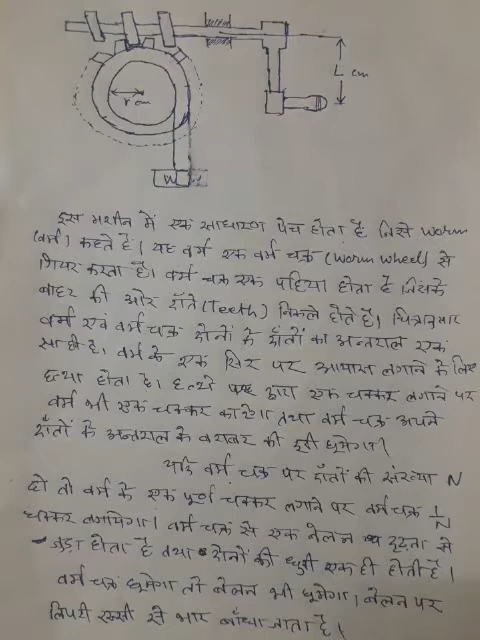 L cm
r cm
W
इस मशीन में एक साधारण पेच होता है जिसे worm
(वर्म) कहते हैं। यह वर्म एक वर्म चक्र (worm wheel) से
गियर करता है। वर्म चक्र एक पहिया होता है जिसके
बाहर की ओर दाँते (Teeth) निकले होते हैं। चित्रानुसार
वर्म एवं वर्म चक्र दोनों के दाँतों का अन्तराल एक
सा ही है। वर्म के एक सिरे पर आयास लगाने के लिए
हत्था होता है। हत्थे द्वारा एक चक्कर लगाने पर
वर्म भी एक चक्कर काटेगा तथा वर्म चक्र अपने
दाँतों के अन्तराल के बराबर की दूरी घुमेगा।
यदि वर्म चक्र पर दाँतों की संख्या N
हो तो वर्म के एक पूर्ण चक्कर लगाने पर वर्म चक्र 1/N
चक्कर लगायेगा। वर्म चक्र से एक बेलन दृढ़ता से
जुड़ा होता है तथा दोनों की धुरी एक ही होती है।
वर्म चक्र घुमेगा तो बेलन भी घुमेगा। बेलन पर
लिपटी रस्सी से भार बाँधा जाता है।